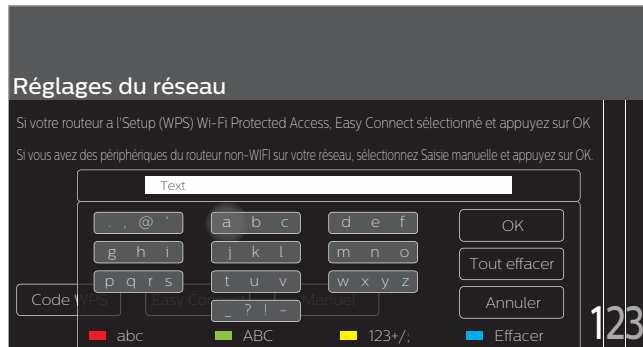 Réglages du réseau
Si votre routeur a l'Setup (WPS) Wi-Fi Protected Access, Easy Connect sélectionné et appuyez sur OK
Si vous avez des périphériques du routeur non-WIFI sur votre réseau, sélectionnez Saisie manuelle et appuyez sur OK.
Text
. , @ ' a b c d e f OK
g h i j k l m n o Tout effacer
p q r s t u v w x y z
Code WPS Easy Connect Manuel Annuler
_ ? ! -
123
abc ABC 123+/; Effacer